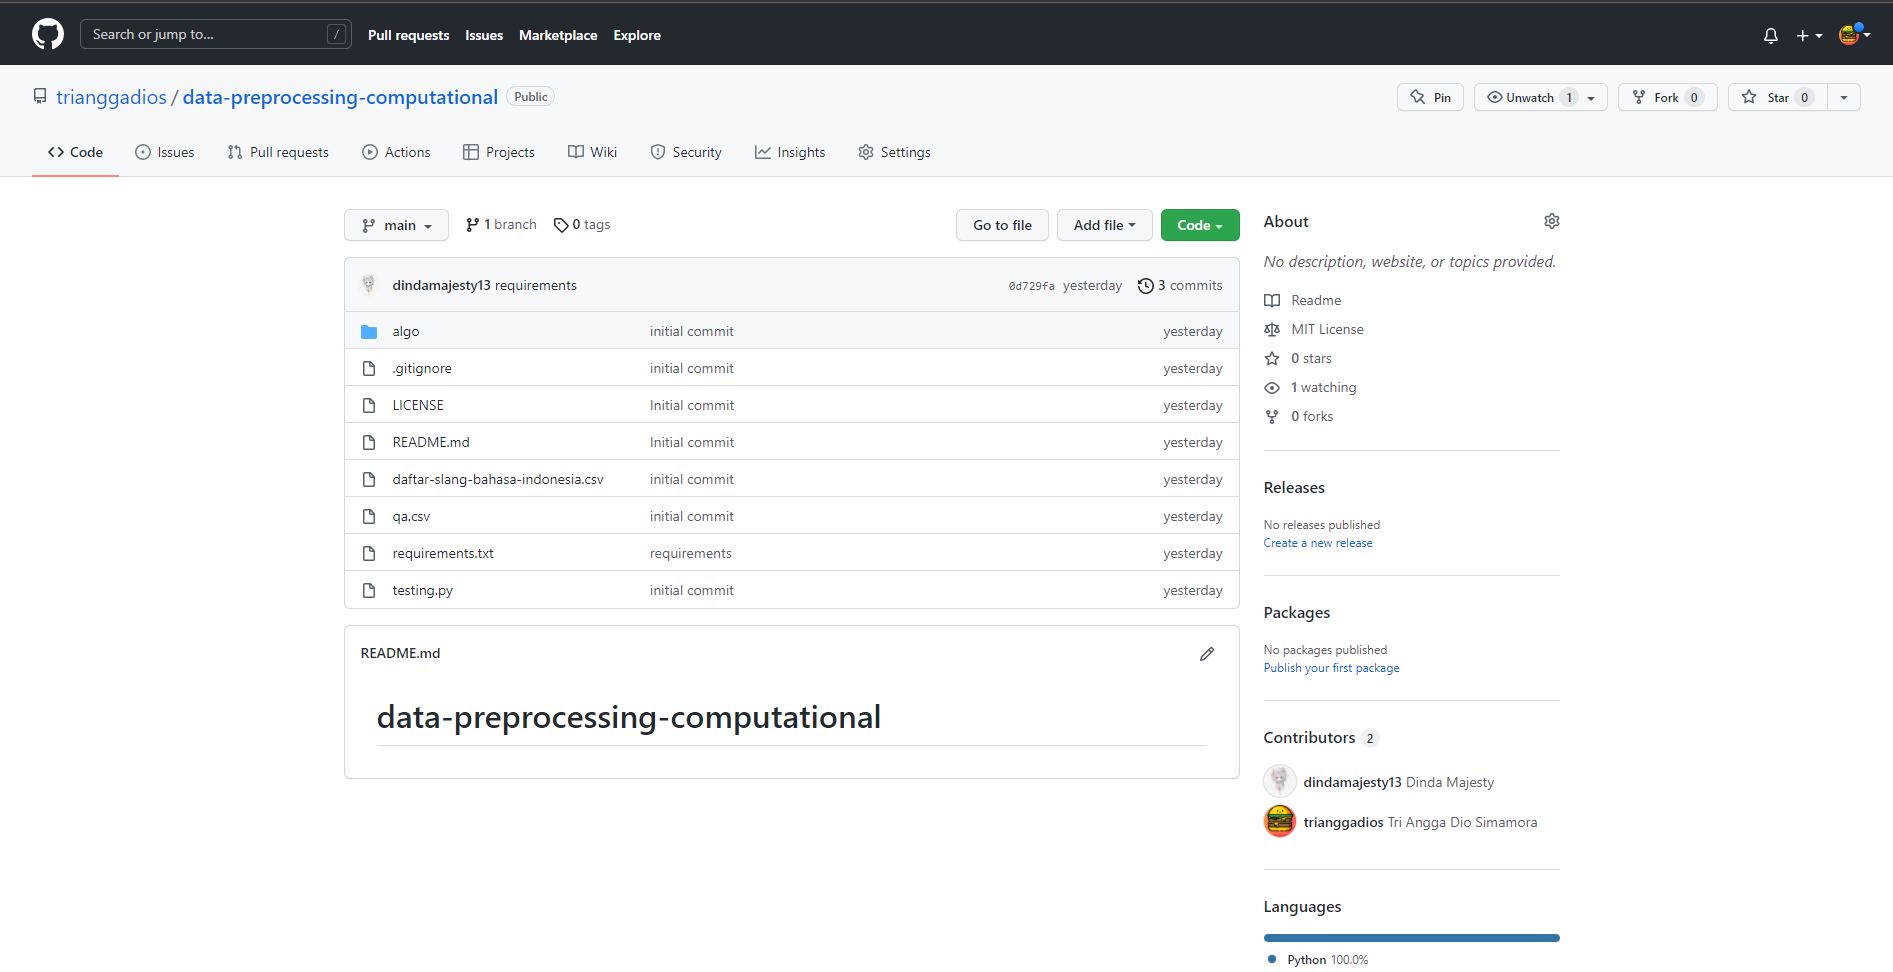 Search or jump to... /
Pull requests Issues Marketplace Explore
trianggadios / data-preprocessing-computational Public
Pin Unwatch 1 Fork 0 Star 0
Code Issues Pull requests Actions Projects Wiki Security Insights Settings
main 1 branch 0 tags
Go to file Add file Code
dindamajesty13 requirements 0d729fa yesterday 3 commits
algo initial commit yesterday
.gitignore initial commit yesterday
LICENSE Initial commit yesterday
README.md Initial commit yesterday
daftar-slang-bahasa-indonesia.csv initial commit yesterday
qa.csv initial commit yesterday
requirements.txt requirements yesterday
testing.py initial commit yesterday
README.md
data-preprocessing-computational
About
No description, website, or topics provided.
Readme
MIT License
0 stars
1 watching
0 forks
Releases
No releases published
Create a new release
Packages
No packages published
Publish your first package
Contributors 2
dindamajesty13 Dinda Majesty
trianggadios Tri Angga Dio Simamora
Languages
Python 100.0%